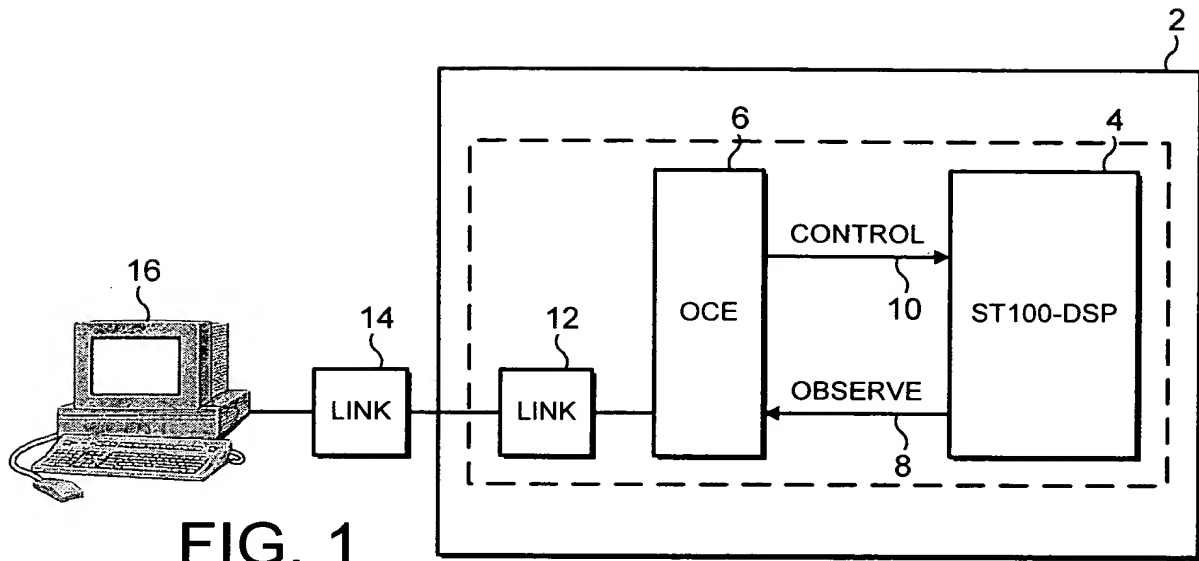 2
6
4
CONTROL
10
16
OCE
ST100-DSP
14
12
LINK
LINK
OBSERVE
8
FIG. 1